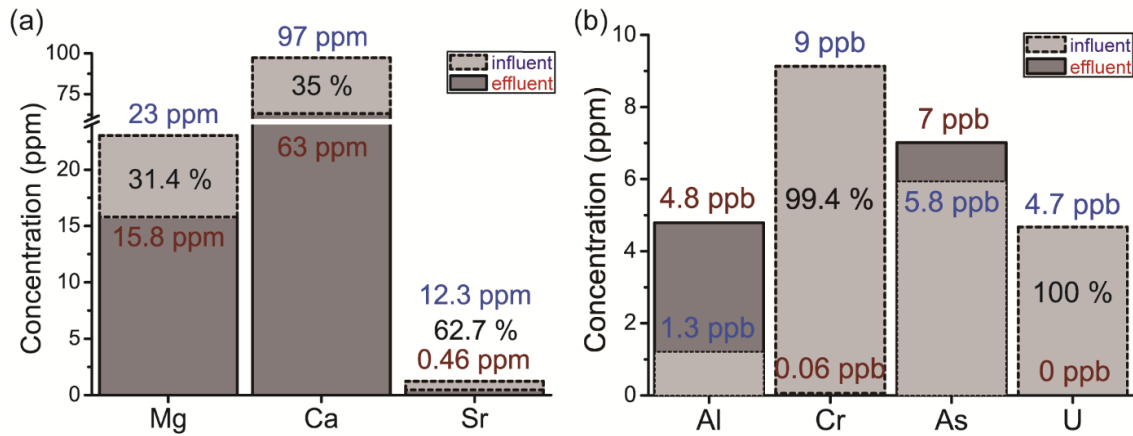 (a)
Concentration (ppm)
100
75
20
15
10
5
0
97 ppm
influent
effluent
35 %
23 ppm
63 ppm
31.4 %
15.8 ppm
12.3 ppm
62.7 %
0.46 ppm
Mg
Ca
Sr
(b)
Concentration (ppm)
10
8
6
4
2
0
9 ppb
influent
effluent
7 ppb
4.8 ppb
99.4 %
5.8 ppb
4.7 ppb
1.3 ppb
100 %
0.06 ppb
0 ppb
Al
Cr
As
U